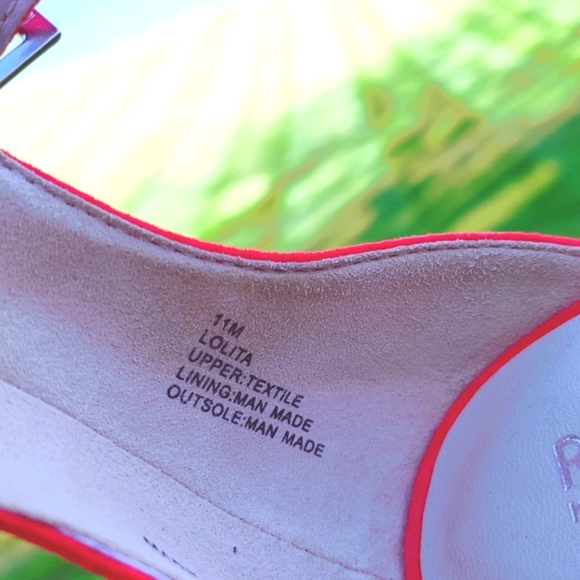 11M
LOLITA
UPPER:TEXTILE
LINING:MAN MADE
OUTSOLE:MAN MADE